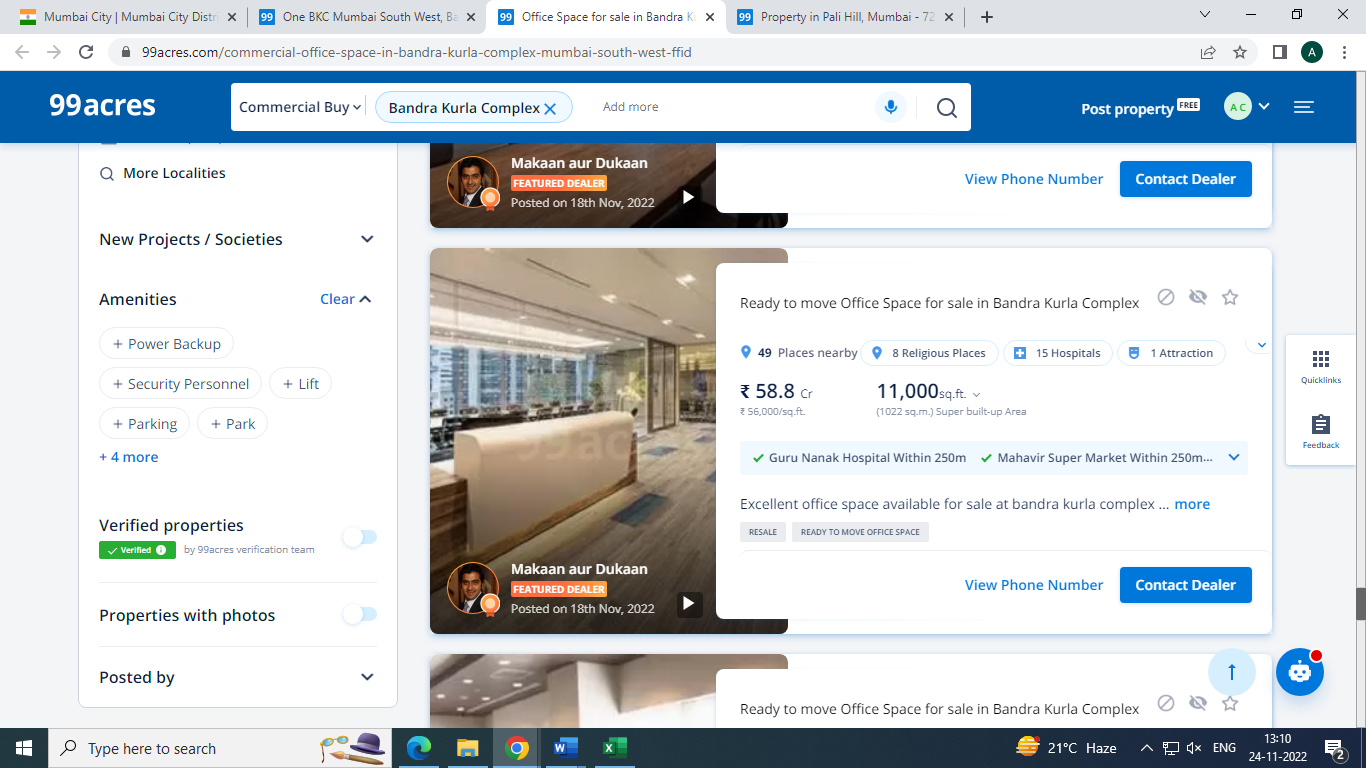 Mumbai City | Mumbai City Distri
One BKC Mumbai South West, Ba
Office Space for sale in Bandra Ku
Property in Pali Hill, Mumbai - 72
99acres.com/commercial-office-space-in-bandra-kurla-complex-mumbai-south-west-ffid
A
99acres
Commercial Buy
Bandra Kurla Complex
Add more
Post property FREE
A C
More Localities
New Projects / Societies
Amenities
Clear
+ Power Backup
+ Security Personnel
+ Lift
+ Parking
+ Park
+ 4 more
Verified properties
Verified
by 99acres verification team
Properties with photos
Posted by
Makaan aur Dukaan
FEATURED DEALER
Posted on 18th Nov, 2022
View Phone Number
Contact Dealer
Ready to move Office Space for sale in Bandra Kurla Complex
49 Places nearby
8 Religious Places
15 Hospitals
1 Attraction
₹ 58.8 Cr
₹ 56,000/sq.ft.
11,000sq.ft.
(1022 sq.m.) Super built-up Area
Guru Nanak Hospital Within 250m
Mahavir Super Market Within 250m...
Excellent office space available for sale at bandra kurla complex ... more
RESALE
READY TO MOVE OFFICE SPACE
99acres
Makaan aur Dukaan
FEATURED DEALER
Posted on 18th Nov, 2022
View Phone Number
Contact Dealer
Ready to move Office Space for sale in Bandra Kurla Complex
Quicklinks
Feedback
Type here to search
21°C Haze
ENG
13:10
24-11-2022
2